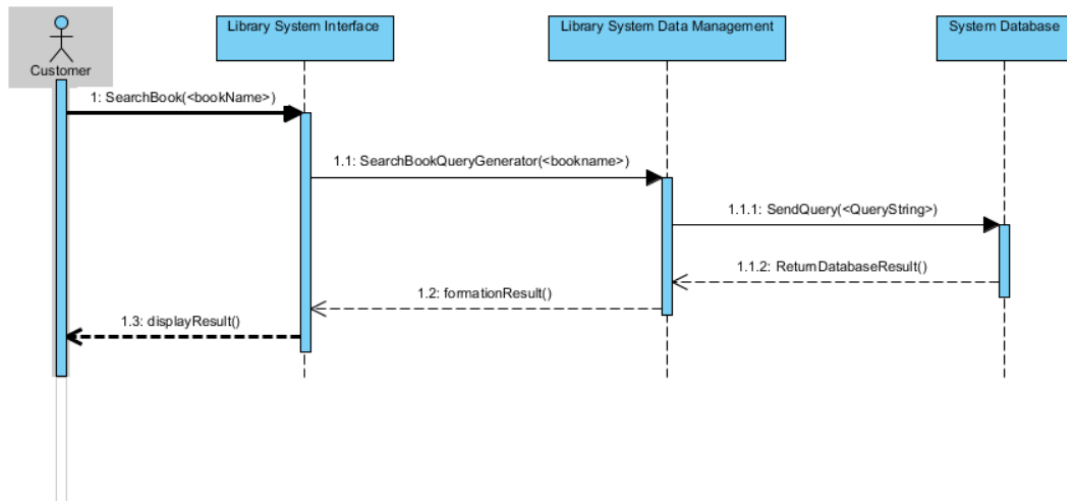 Library System Interface
Library System Data Management
System Database
Customer
1: SearchBook(<bookName>)
1.1: SearchBookQueryGenerator(<bookname>)
1.1.1: SendQuery(<QueryString>)
1.1.2: ReturnDatabaseResult()
1.2: formationResult()
1.3: displayResult()